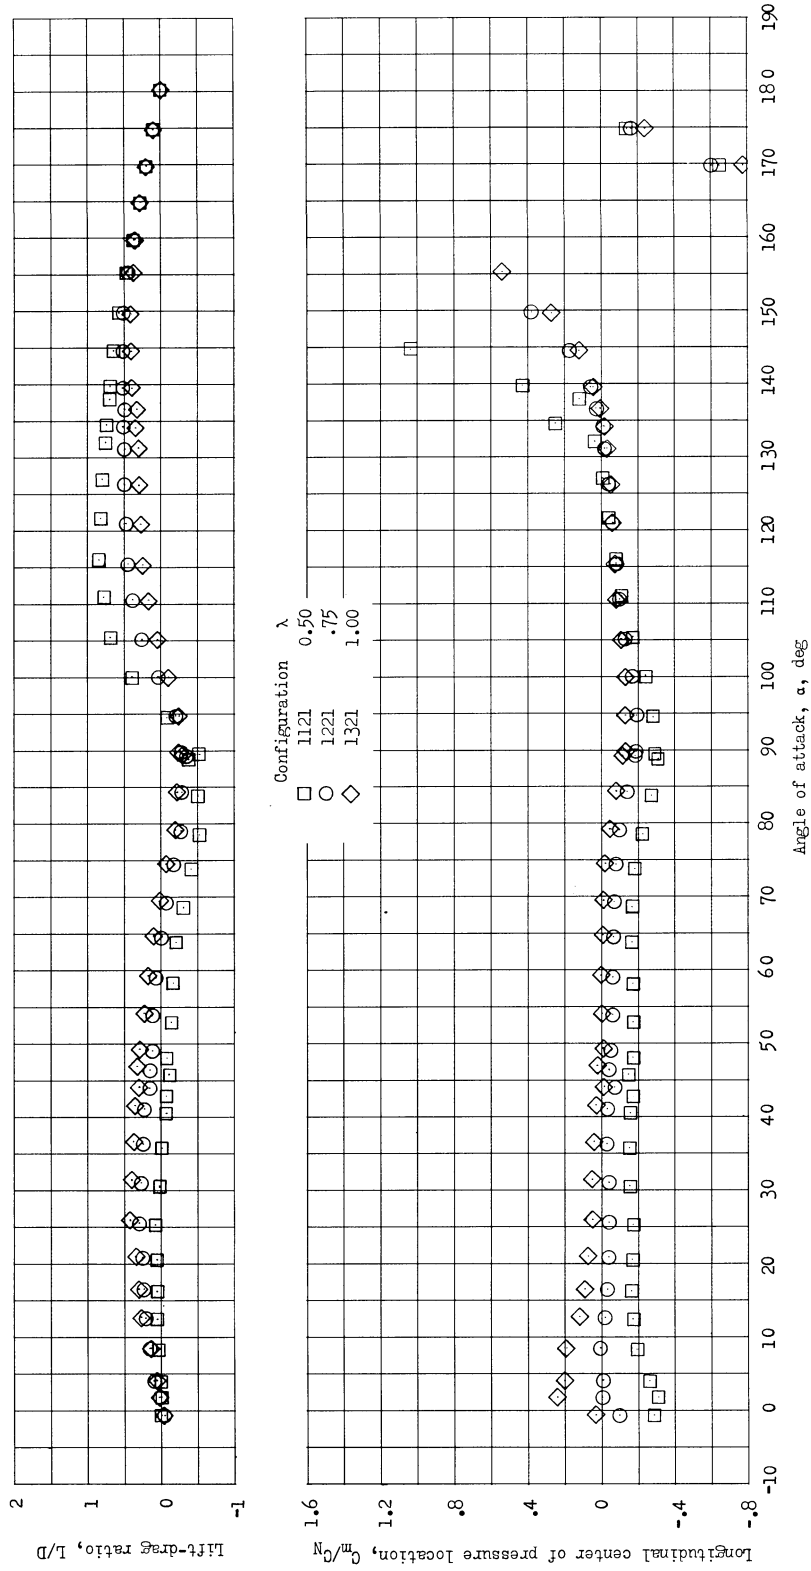 Lift-drag ratio, L/D
2
1
0
-1
Configuration λ
1121 0.50
1221 .75
1321 1.00
Longitudinal center of pressure location, Cm/CN
1.6
1.2
.8
.4
0
-.4
-.8
-10 0 10 20 30 40 50 60 70 80 90 100 110 120 130 140 150 160 170 180 190
Angle of attack, α, deg